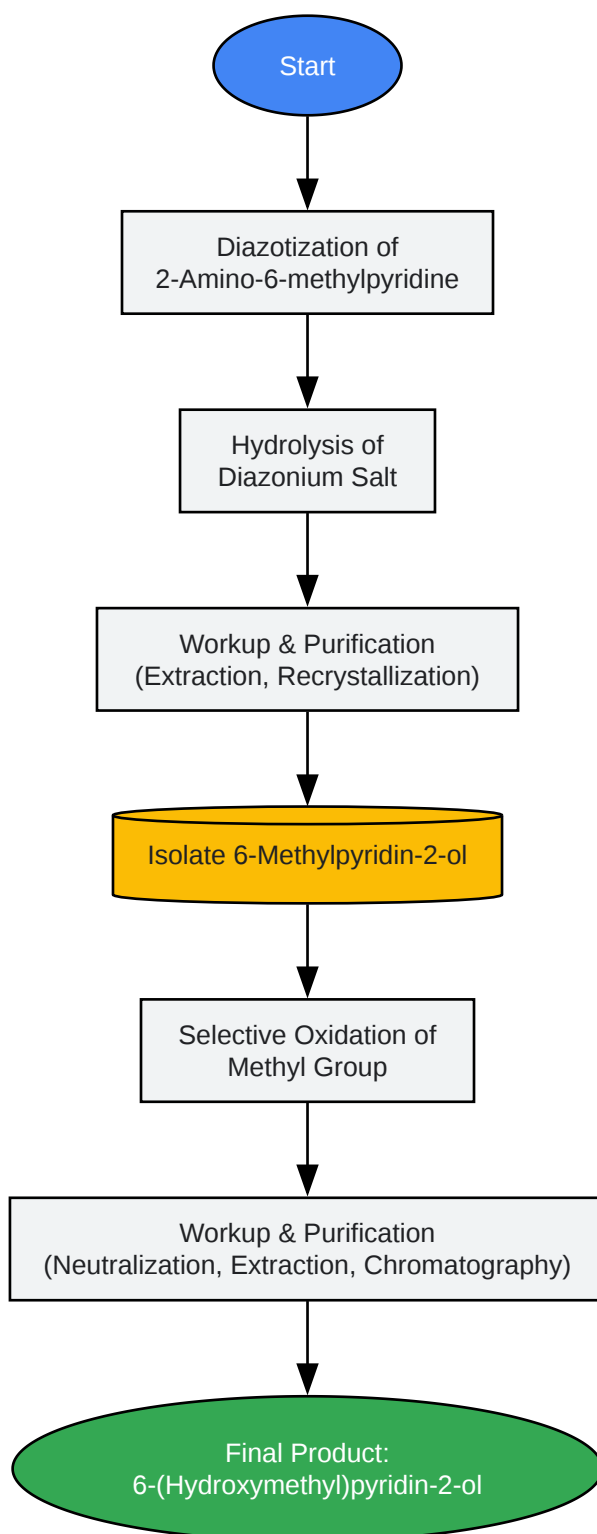 Start
Diazotization of
2-Amino-6-methylpyridine
Hydrolysis of
Diazonium Salt
Workup & Purification
(Extraction, Recrystallization)
Isolate 6-Methylpyridin-2-ol
Selective Oxidation of
Methyl Group
Workup & Purification
(Neutralization, Extraction, Chromatography)
Final Product:
6-(Hydroxymethyl)pyridin-2-ol